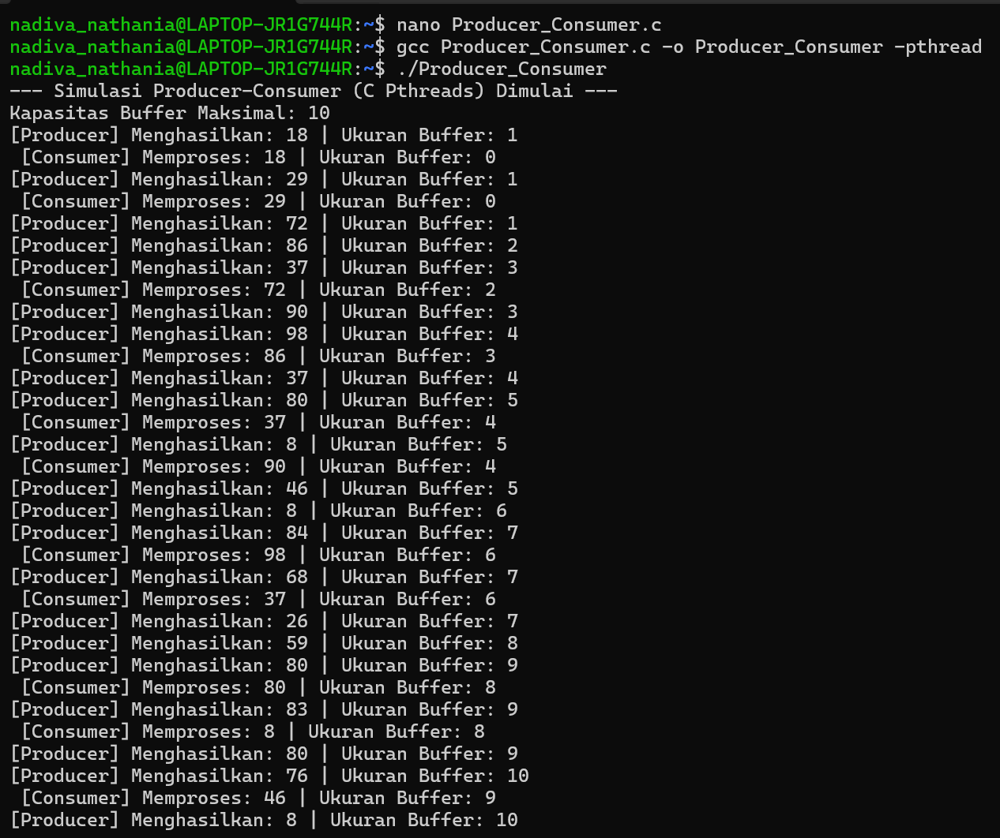 nadiva_nathania@LAPTOP-JR1G744R:~$ nano Producer_Consumer.c
nadiva_nathania@LAPTOP-JR1G744R:~$ gcc Producer_Consumer.c -o Producer_Consumer -pthread
nadiva_nathania@LAPTOP-JR1G744R:~$ ./Producer_Consumer
--- Simulasi Producer-Consumer (C Pthreads) Dimulai ---
Kapasitas Buffer Maksimal: 10
[Producer] Menghasilkan: 18 | Ukuran Buffer: 1
 [Consumer] Memproses: 18 | Ukuran Buffer: 0
[Producer] Menghasilkan: 29 | Ukuran Buffer: 1
 [Consumer] Memproses: 29 | Ukuran Buffer: 0
[Producer] Menghasilkan: 72 | Ukuran Buffer: 1
[Producer] Menghasilkan: 86 | Ukuran Buffer: 2
[Producer] Menghasilkan: 37 | Ukuran Buffer: 3
 [Consumer] Memproses: 72 | Ukuran Buffer: 2
[Producer] Menghasilkan: 90 | Ukuran Buffer: 3
[Producer] Menghasilkan: 98 | Ukuran Buffer: 4
 [Consumer] Memproses: 86 | Ukuran Buffer: 3
[Producer] Menghasilkan: 37 | Ukuran Buffer: 4
[Producer] Menghasilkan: 80 | Ukuran Buffer: 5
 [Consumer] Memproses: 37 | Ukuran Buffer: 4
[Producer] Menghasilkan: 8 | Ukuran Buffer: 5
 [Consumer] Memproses: 90 | Ukuran Buffer: 4
[Producer] Menghasilkan: 46 | Ukuran Buffer: 5
[Producer] Menghasilkan: 8 | Ukuran Buffer: 6
[Producer] Menghasilkan: 84 | Ukuran Buffer: 7
 [Consumer] Memproses: 98 | Ukuran Buffer: 6
[Producer] Menghasilkan: 68 | Ukuran Buffer: 7
 [Consumer] Memproses: 37 | Ukuran Buffer: 6
[Producer] Menghasilkan: 26 | Ukuran Buffer: 7
[Producer] Menghasilkan: 59 | Ukuran Buffer: 8
[Producer] Menghasilkan: 80 | Ukuran Buffer: 9
 [Consumer] Memproses: 80 | Ukuran Buffer: 8
[Producer] Menghasilkan: 83 | Ukuran Buffer: 9
 [Consumer] Memproses: 8 | Ukuran Buffer: 8
[Producer] Menghasilkan: 80 | Ukuran Buffer: 9
[Producer] Menghasilkan: 76 | Ukuran Buffer: 10
 [Consumer] Memproses: 46 | Ukuran Buffer: 9
[Producer] Menghasilkan: 8 | Ukuran Buffer: 10